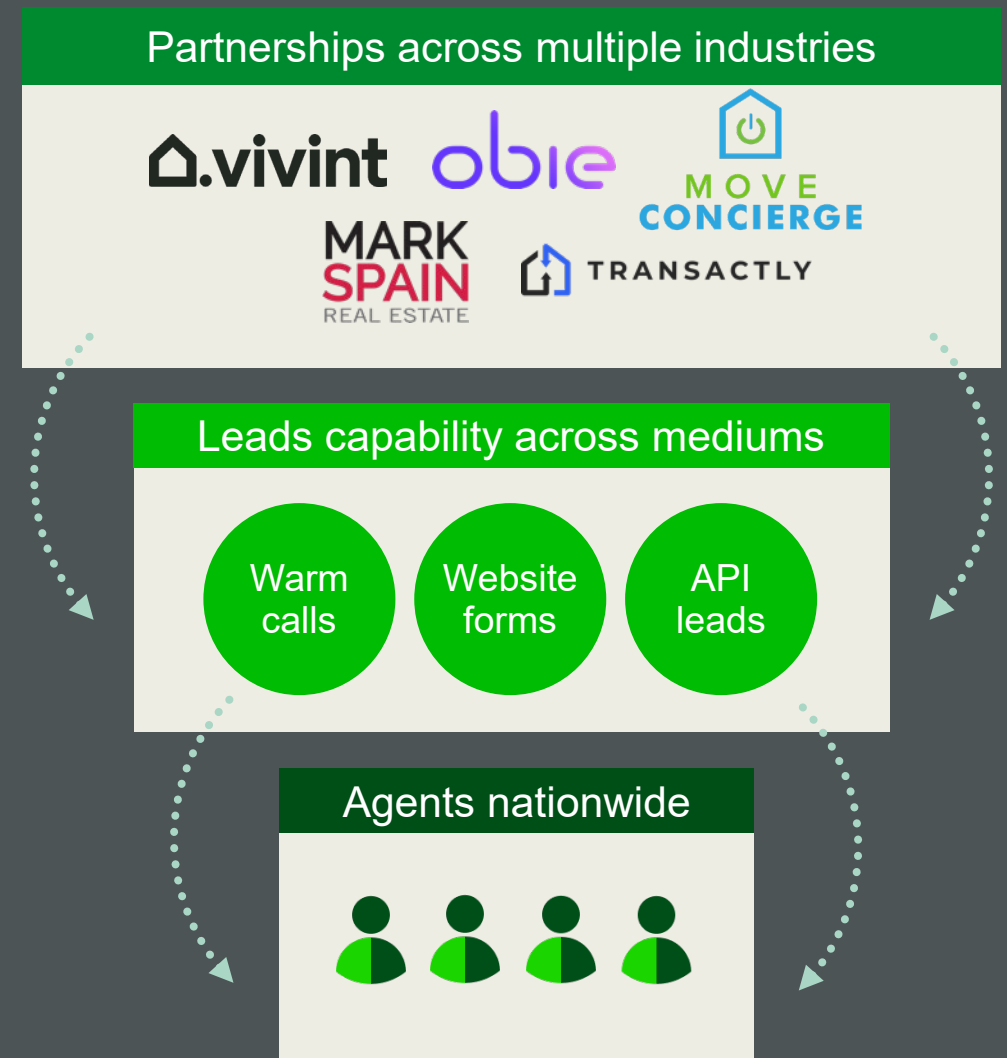 Partnerships across multiple industries
vivint
obie
MOVE
CONCIERGE
MARK
SPAIN
REAL ESTATE
TRANSACTLY
Leads capability across mediums
Warm
calls
Website
forms
API
leads
Agents nationwide